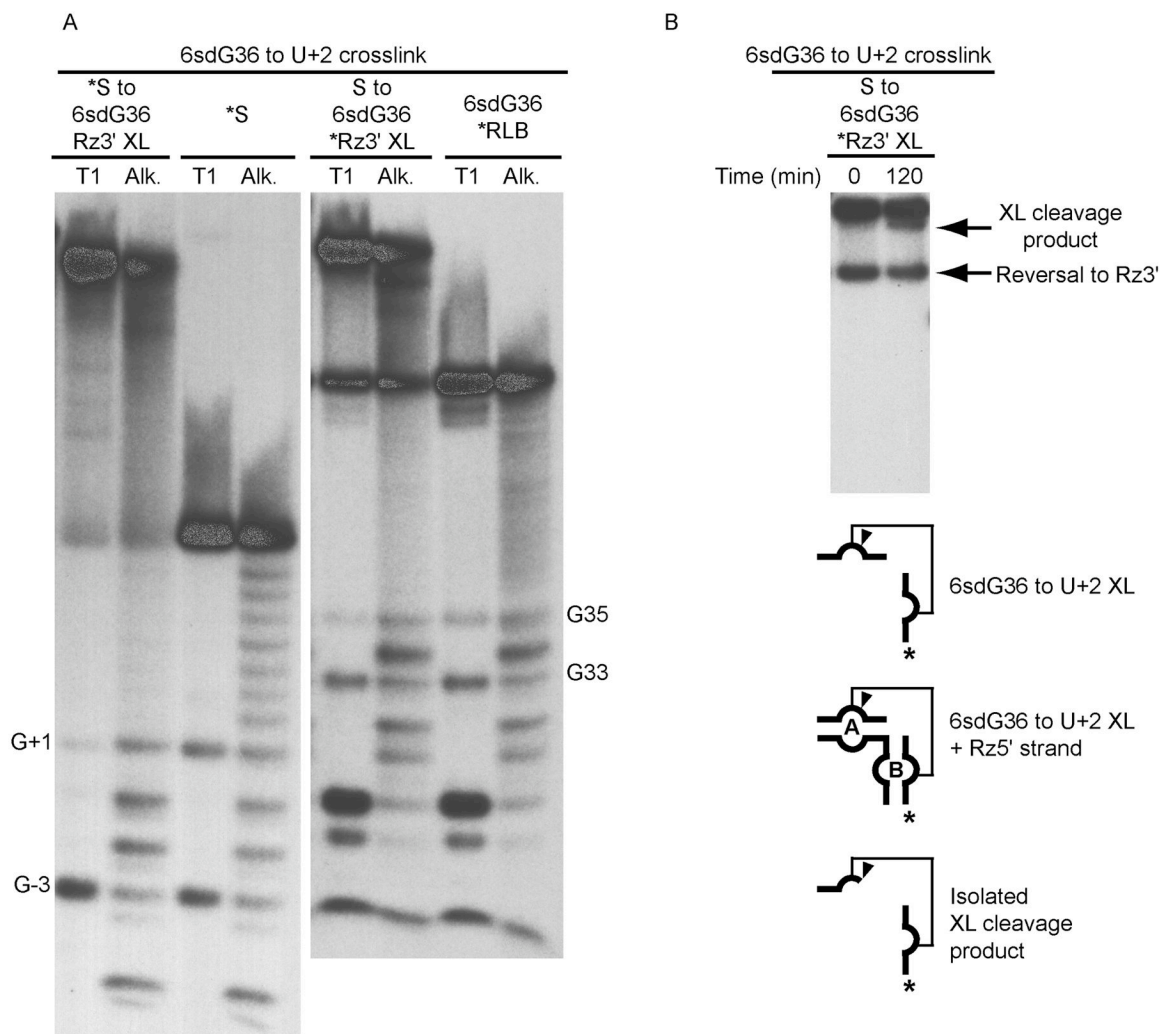 A
6sdG36 to U+2 crosslink
*S to
6sdG36
Rz3' XL
*S
S to
6sdG36
*Rz3' XL
6sdG36
*RLB
T1 Alk. T1 Alk. T1 Alk. T1 Alk.
G+1
G-3
G35
G33
B
6sdG36 to U+2 crosslink
S to
6sdG36
*Rz3' XL
Time (min) 0 120
XL cleavage
product
Reversal to Rz3'
6sdG36 to U+2 XL
*
A
B
6sdG36 to U+2 XL
+ Rz5' strand
*
Isolated
XL cleavage
product
*